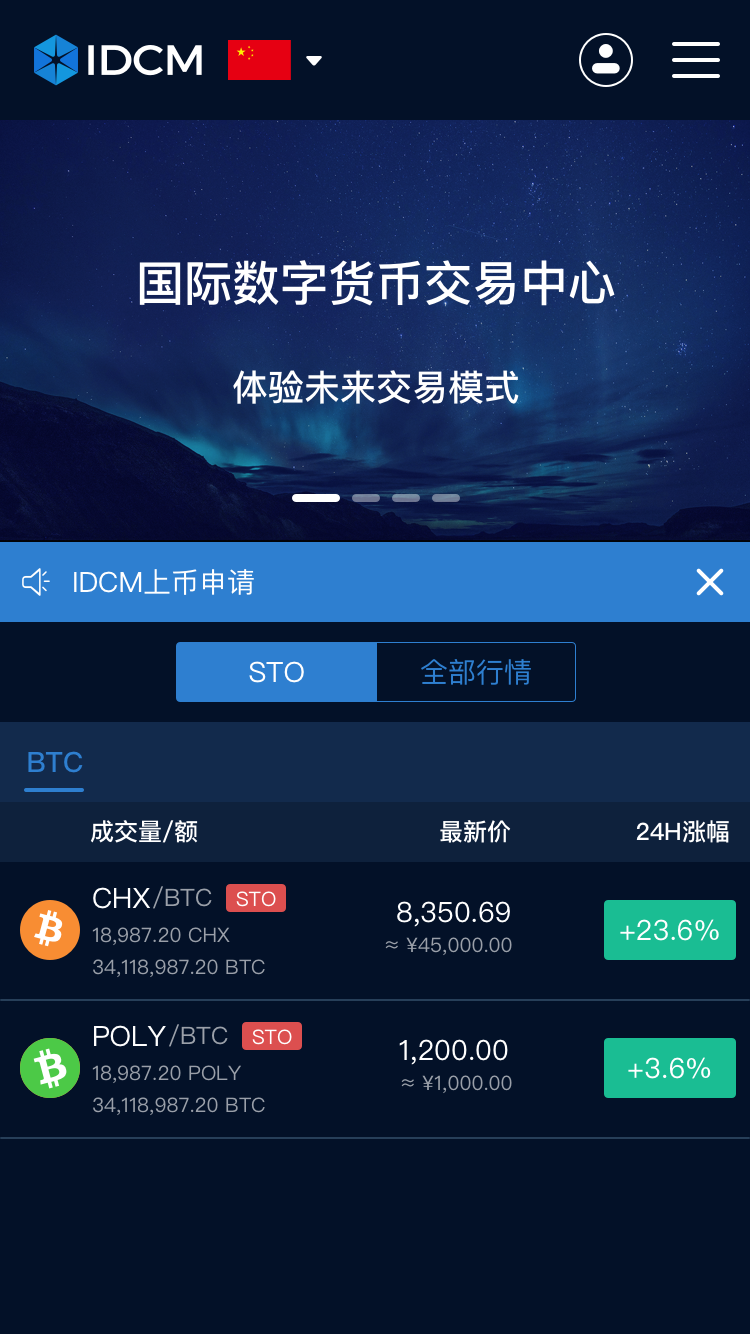 IDCM
国际数字货币交易中心
体验未来交易模式
IDCM上币申请
STO 全部行情
BTC
成交量/额 最新价 24H涨幅
CHX/BTC STO
8,350.69
+23.6%
18,987.20 CHX
≈ ¥45,000.00
34,118,987.20 BTC
POLY/BTC STO
1,200.00
+3.6%
18,987.20 POLY
≈ ¥1,000.00
34,118,987.20 BTC